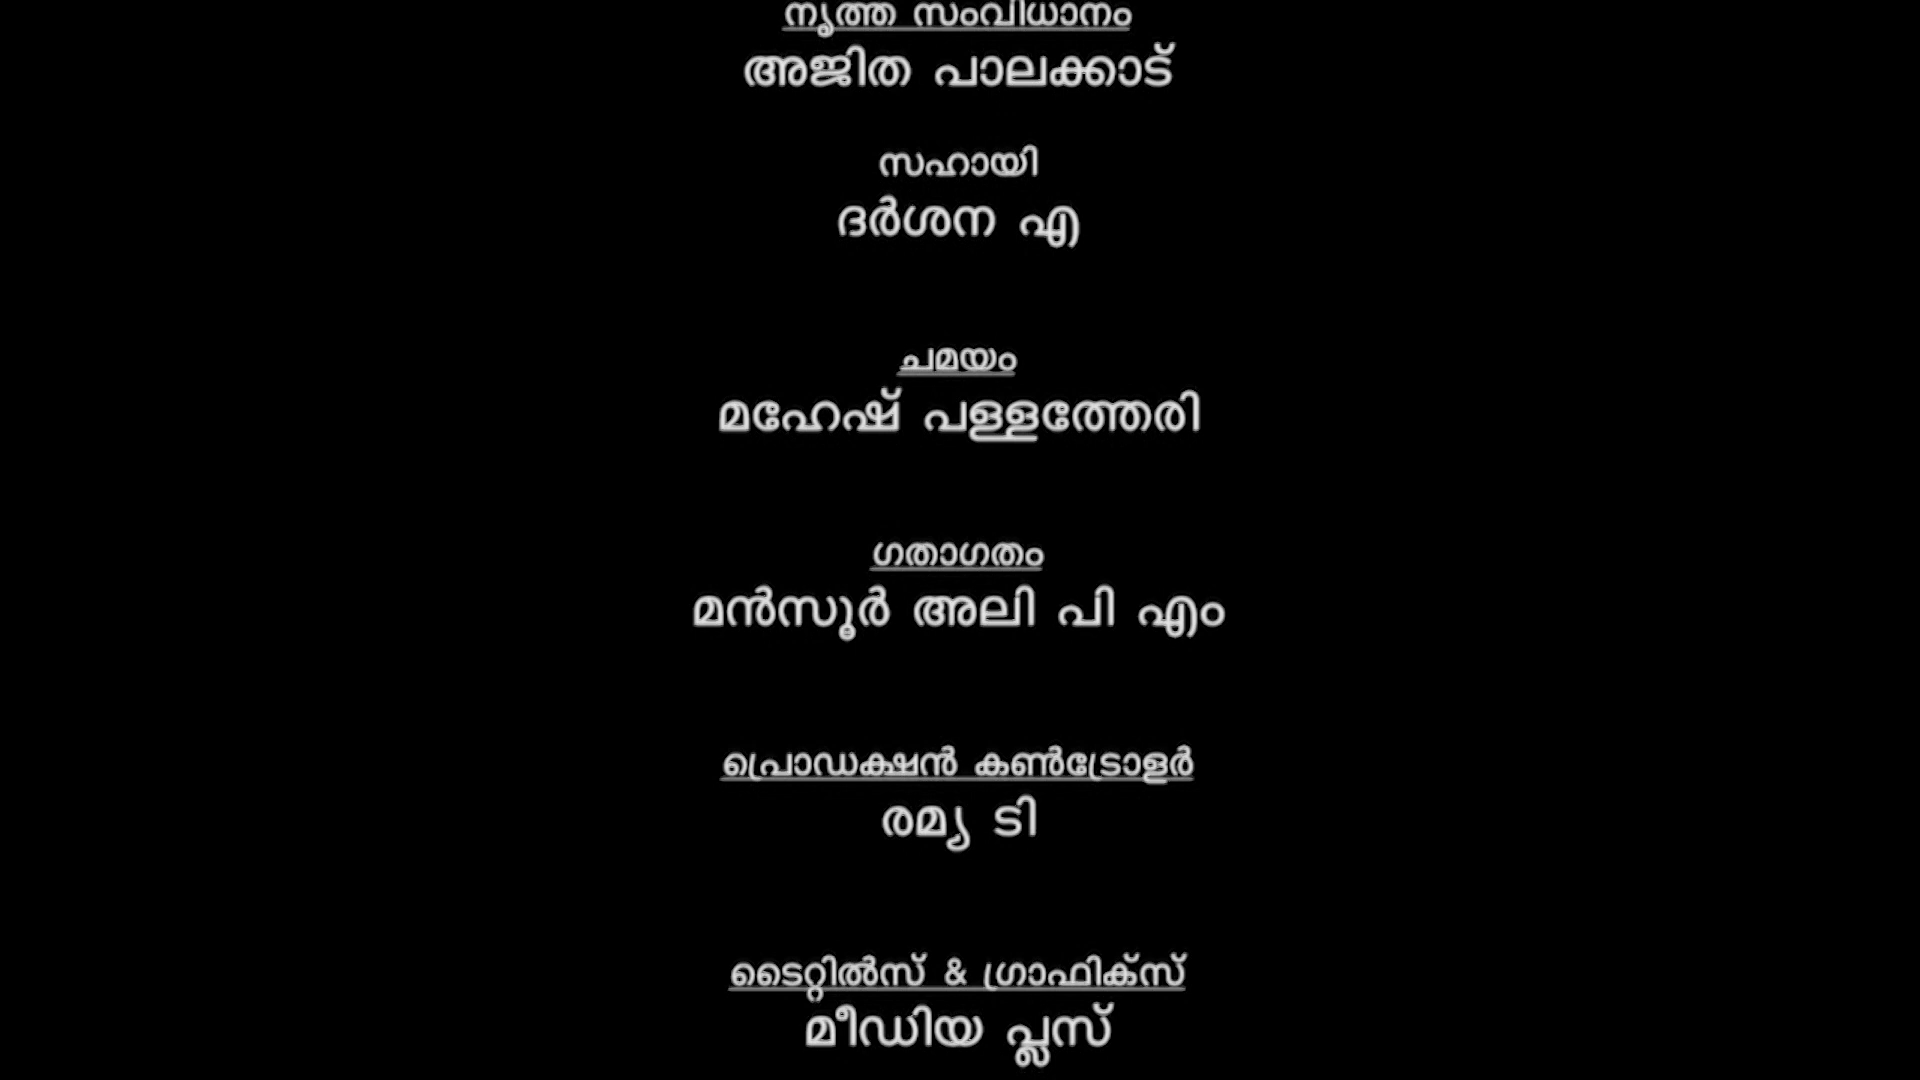 നൃത്ത സംവിധാനം
അജിത പാലക്കാട്
സഹായി
ദർശന എ
ചമയം
മഹേഷ് പള്ളത്തേരി
ഗതാഗതം
മൻസൂർ അലി പി എം
പ്രൊഡക്ഷൻ കൺട്രോളർ
രമ്യ ടി
ടൈറ്റിൽസ് & ഗ്രാഫിക്സ്
മീഡിയ പ്ലസ്